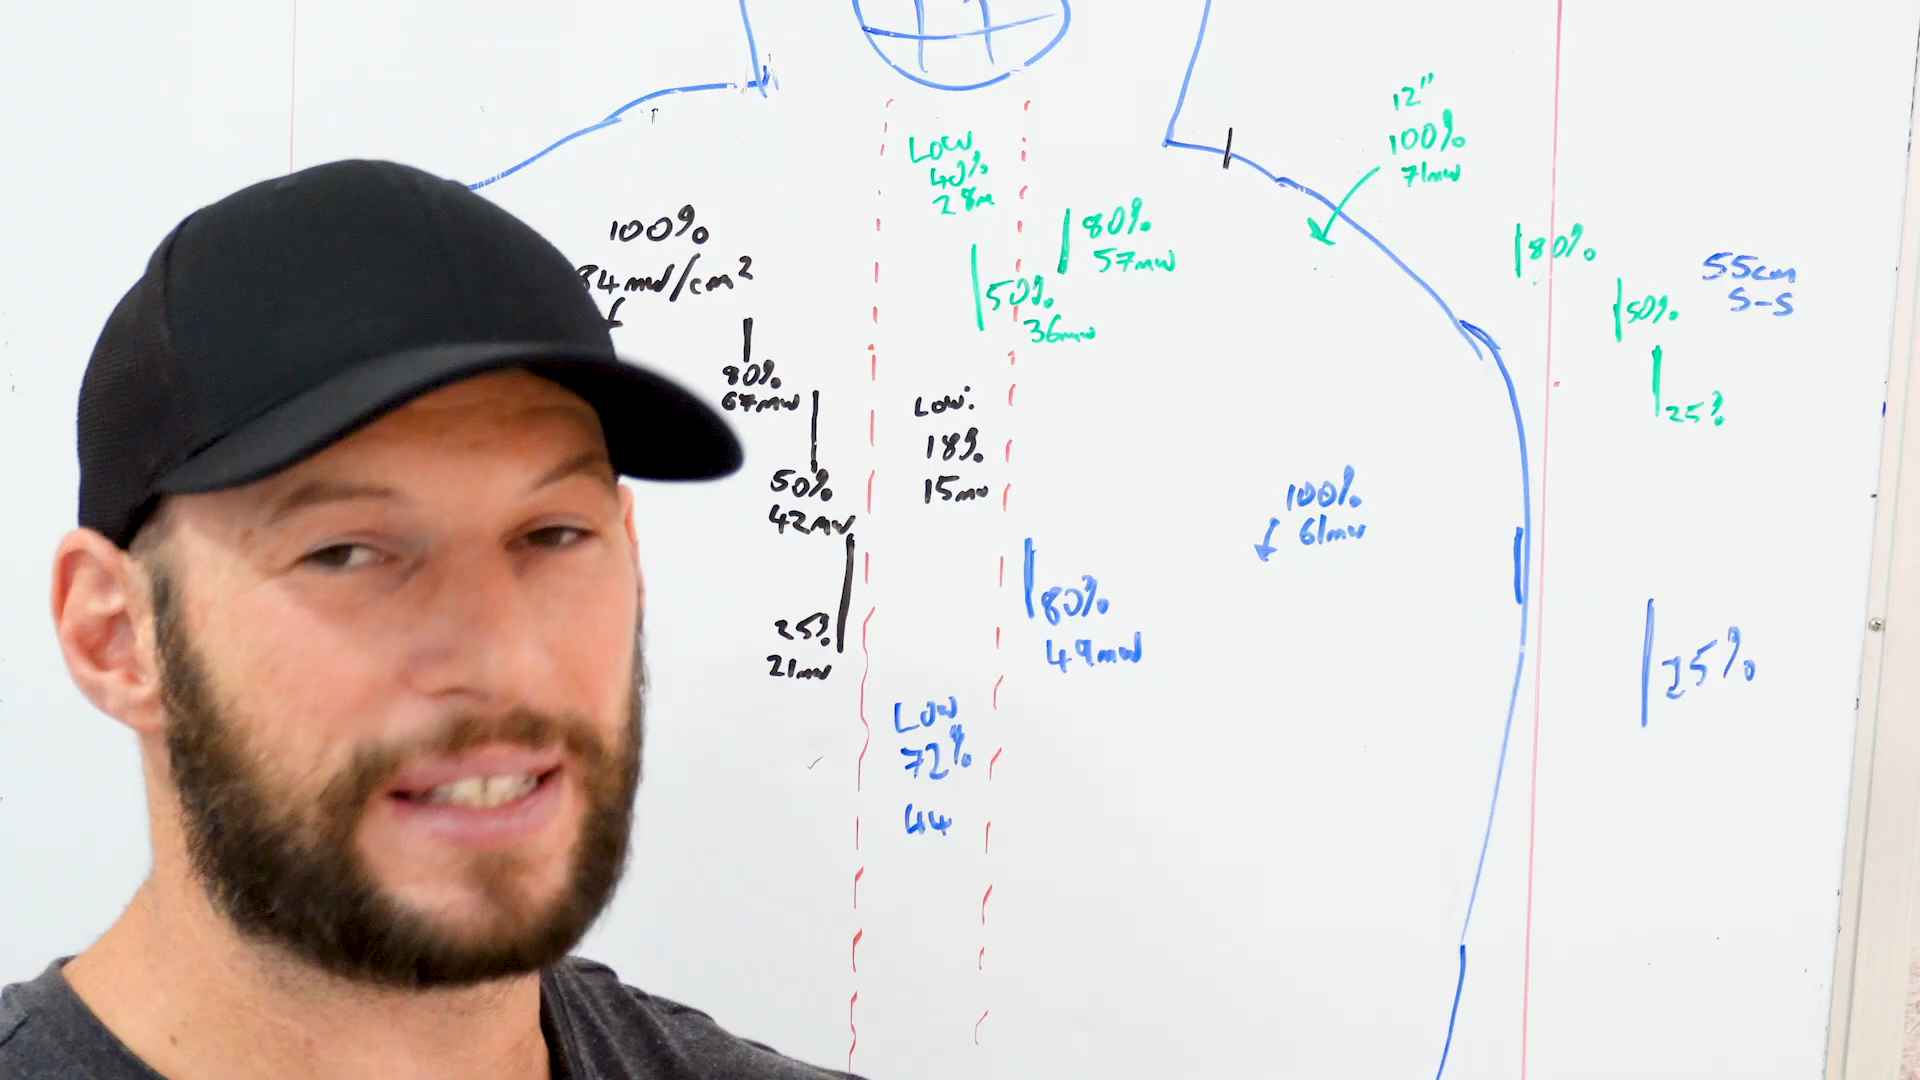 12"
100%
71mw
LOW
40%
28m
80%
57mw
50%
36mw
80%
50%
25%
55cm
S-S
100%
84mw/cm²
80%
67mw
50%
42mw
25%
21mw
LOW:
18%
15mw
100%
61mw
80%
49mw
25%
LOW
72%
44